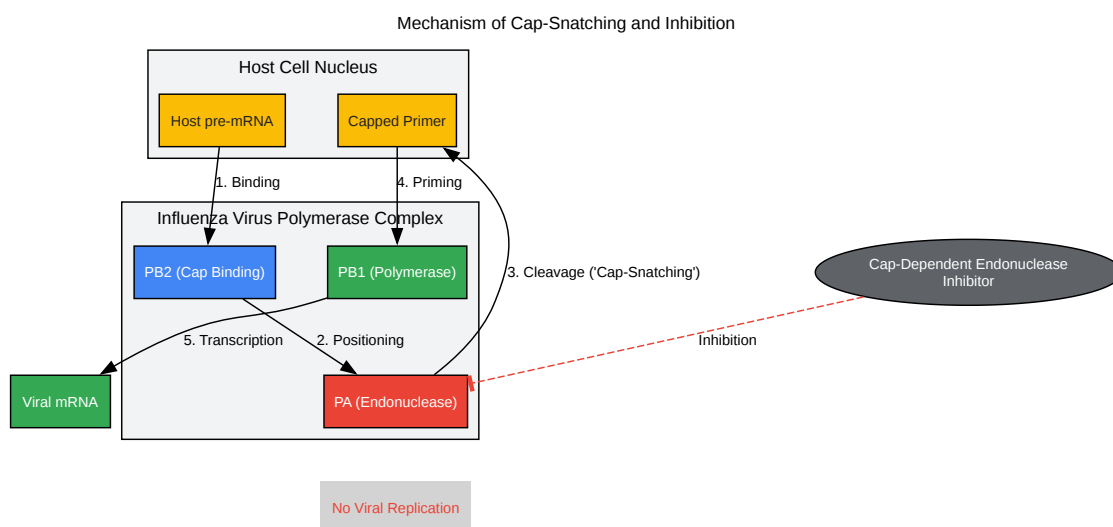 Mechanism of Cap-Snatching and Inhibition
Host Cell Nucleus
Host pre-mRNA
Capped Primer
1. Binding
4. Priming
Influenza Virus Polymerase Complex
PB2 (Cap Binding)
PB1 (Polymerase)
3. Cleavage ('Cap-Snatching')
Cap-Dependent Endonuclease
Inhibitor
5. Transcription
2. Positioning
Inhibition
Viral mRNA
PA (Endonuclease)
No Viral Replication